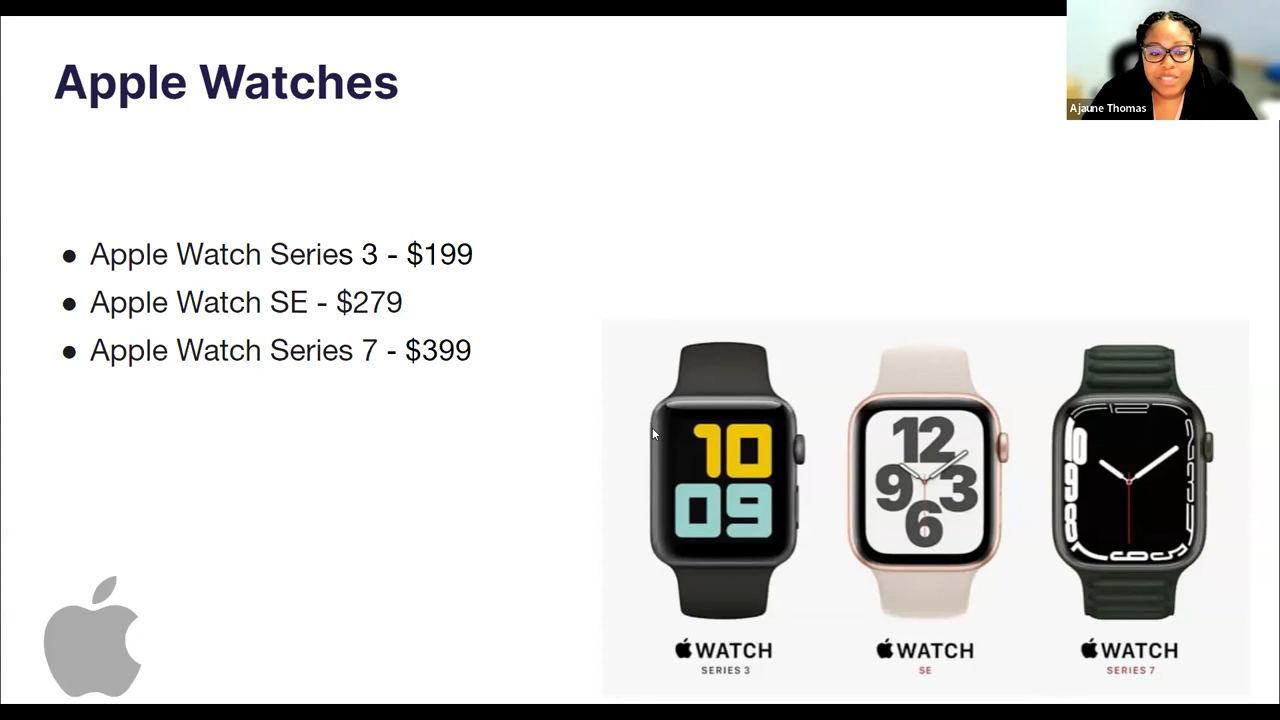 Apple Watches
Ajaune Thomas
● Apple Watch Series 3 - $199
● Apple Watch SE - $279
● Apple Watch Series 7 - $399
10
09
12
9 3
6
WATCH
SERIES 3
WATCH
SE
WATCH
SERIES 7